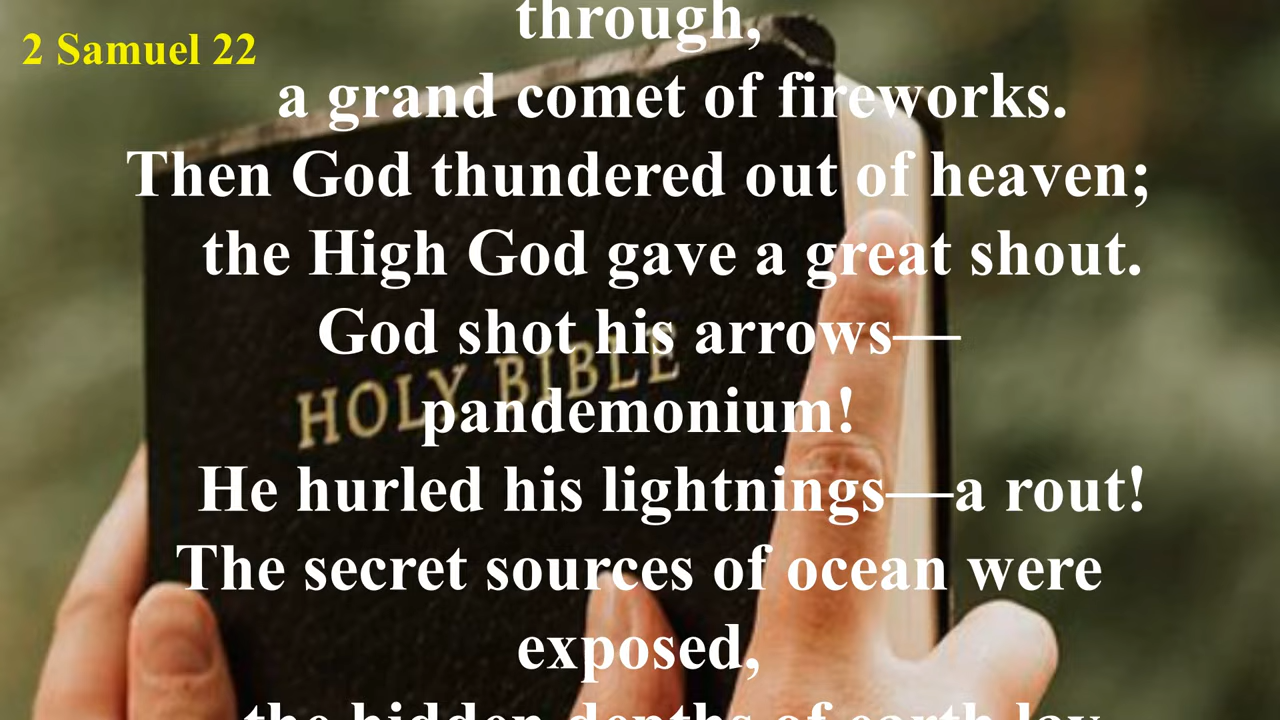 through,
2 Samuel 22
a grand comet of fireworks.
Then God thundered out of heaven;
the High God gave a great shout.
God shot his arrows—
pandemonium!
HOLY BIBLE
He hurled his lightnings—a rout!
The secret sources of ocean were
exposed,
the hidden depths of earth lay